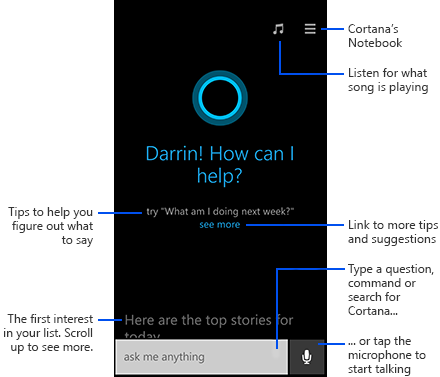 Cortana's
Notebook
Listen for what
song is playing
Darrin! How can I
help?
Tips to help you
figure out what
to say
try "What am I doing next week?"
see more
Link to more tips
and suggestions
Type a question,
command or
search for
Cortana...
The first interest
in your list. Scroll
up to see more.
Here are the top stories for
today
ask me anything
... or tap the
microphone to
start talking